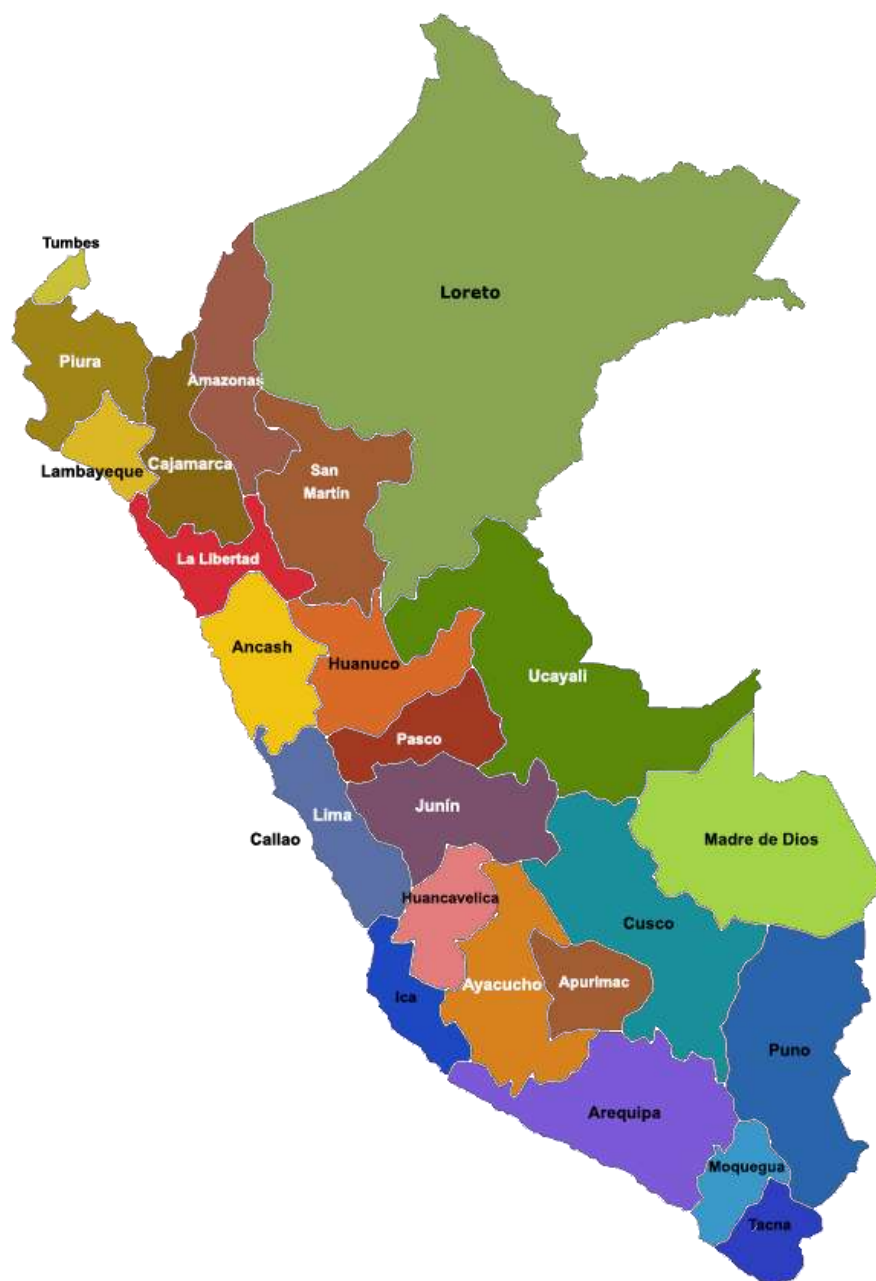 Tumbes
Loreto
Piura
Amazonas
Lambayeque
Cajamarca
San
Martín
La Libertad
Ancash
Huanuco
Ucayali
Pasco
Junín
Lima
Callao
Madre de Dios
Huancavelica
Cusco
Ayacucho
Apurimac
Ica
Puno
Arequipa
Moquegua
Tacna